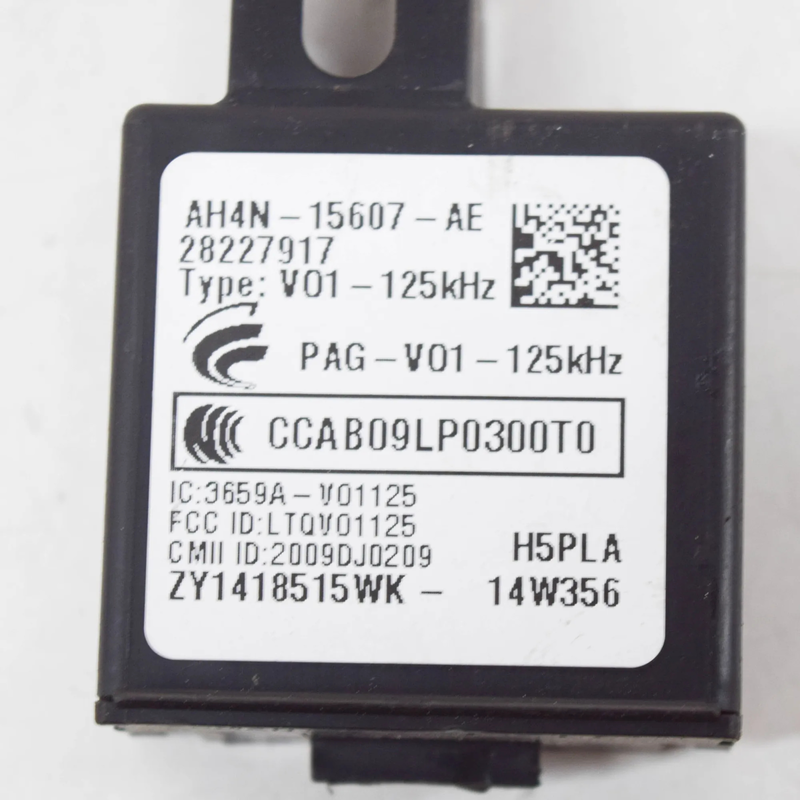 AH4N-15607-AE
28227917
Type: V01-125kHz
PAG-V01-125kHz
CCAB09LP0300T0
IC:3659A-V01125
FCC ID:LTQV01125
CMII ID:2009DJ0209
H5PLA
ZY1418515WK- 14W356